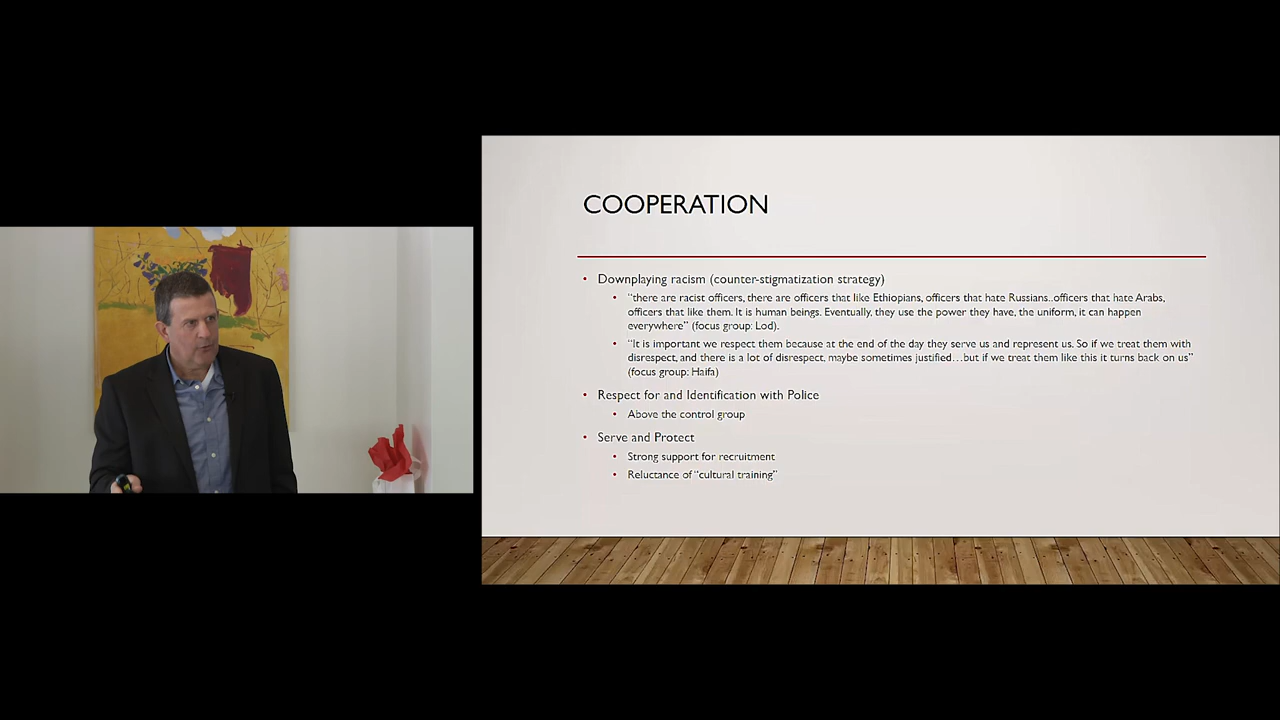 COOPERATION
• Downplaying racism (counter-stigmatization strategy)
• "there are racist officers, there are officers that like Ethiopians, officers that hate Russians..officers that hate Arabs,
officers that like them. It is human beings. Eventually, they use the power they have, the uniform, it can happen
everywhere" (focus group: Lod).
• "It is important we respect them because at the end of the day they serve us and represent us. So if we treat them with
disrespect, and there is a lot of disrespect, maybe sometimes justified…but if we treat them like this it turns back on us"
(focus group: Haifa)
• Respect for and Identification with Police
• Above the control group
• Serve and Protect
• Strong support for recruitment
• Reluctance of "cultural training"